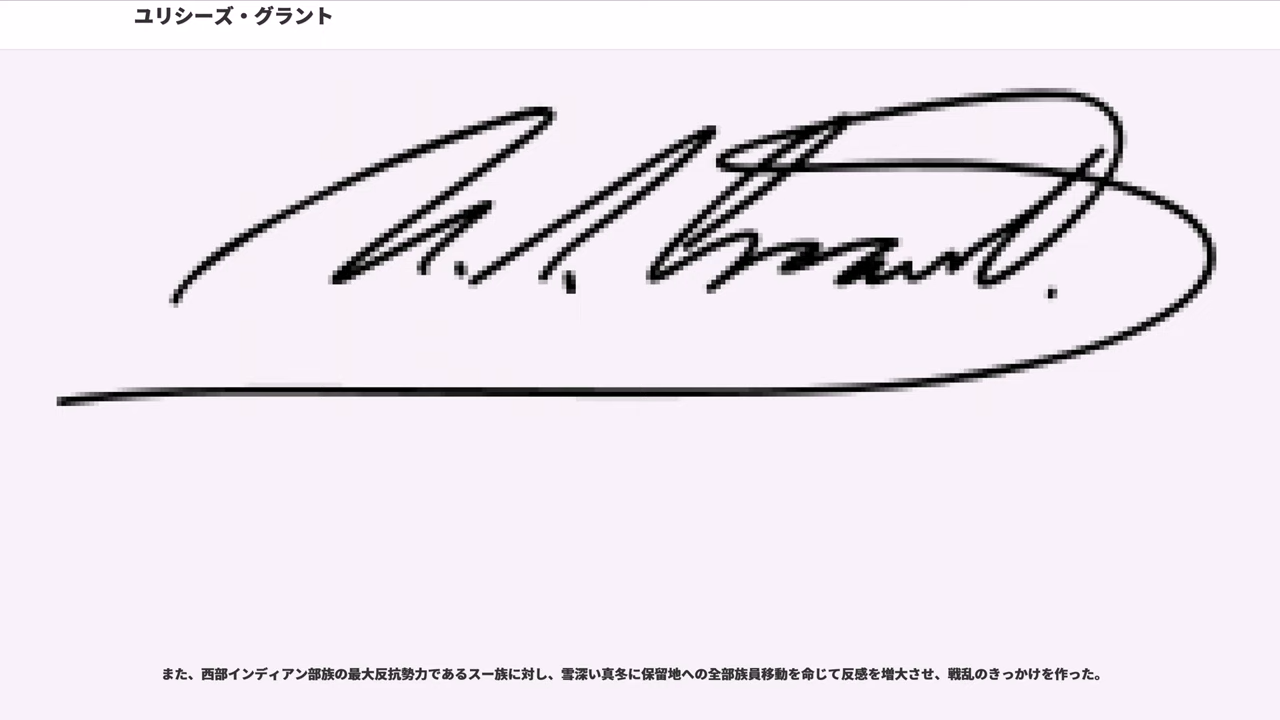 ユリシーズ・グラント
U. S. Grant.
また、西部インディアン部族の最大反抗勢力であるスー族に対し、雪深い真冬に保留地への全部族員移動を命じて反感を増大させ、戦乱のきっかけを作った。